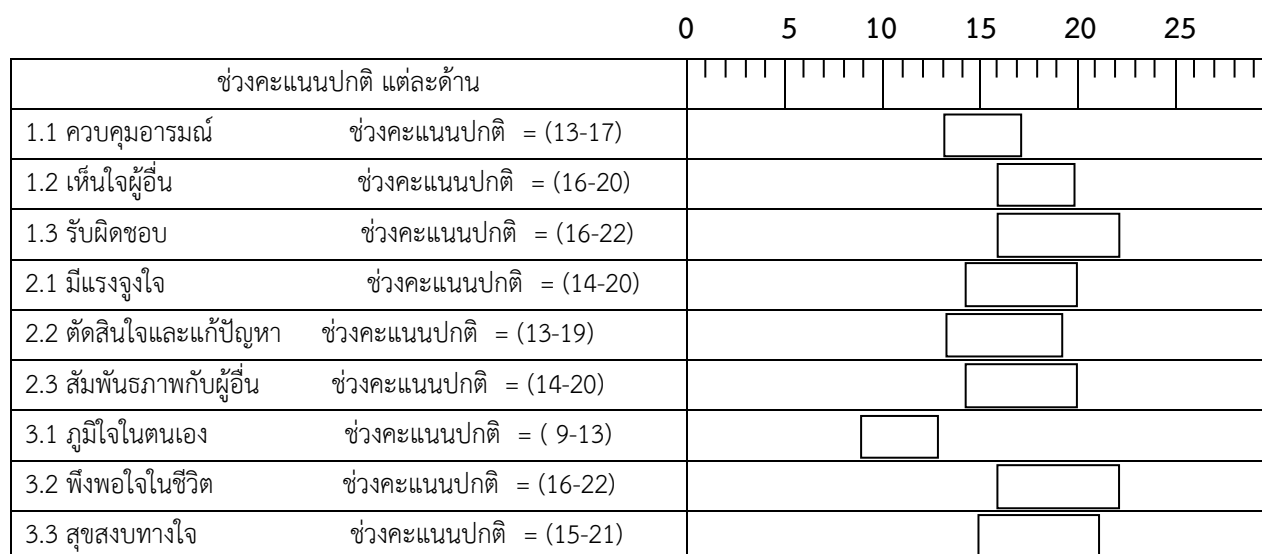 0 5 10 15 20 25
ช่วงคะแนนปกติ แต่ละด้าน
1.1 ควบคุมอารมณ์ ช่วงคะแนนปกติ = (13-17)
1.2 เห็นใจผู้อื่น ช่วงคะแนนปกติ = (16-20)
1.3 รับผิดชอบ ช่วงคะแนนปกติ = (16-22)
2.1 มีแรงจูงใจ ช่วงคะแนนปกติ = (14-20)
2.2 ตัดสินใจและแก้ปัญหา ช่วงคะแนนปกติ = (13-19)
2.3 สัมพันธภาพกับผู้อื่น ช่วงคะแนนปกติ = (14-20)
3.1 ภูมิใจในตนเอง ช่วงคะแนนปกติ = ( 9-13)
3.2 พึงพอใจในชีวิต ช่วงคะแนนปกติ = (16-22)
3.3 สุขสงบทางใจ ช่วงคะแนนปกติ = (15-21)